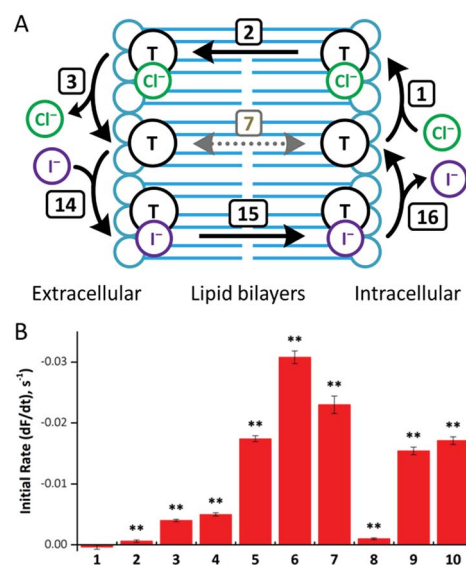 A
T
2
T
3
Cl⁻
Cl⁻
1
Cl⁻
T
7
T
Cl⁻
I⁻
I⁻
14
T
15
T
16
I⁻
I⁻
Extracellular Lipid bilayers Intracellular
B
Initial Rate (dF/dt), s⁻¹
-0.03
-0.02
-0.01
0.00
** ** ** ** ** ** ** ** **
1 2 3 4 5 6 7 8 9 10